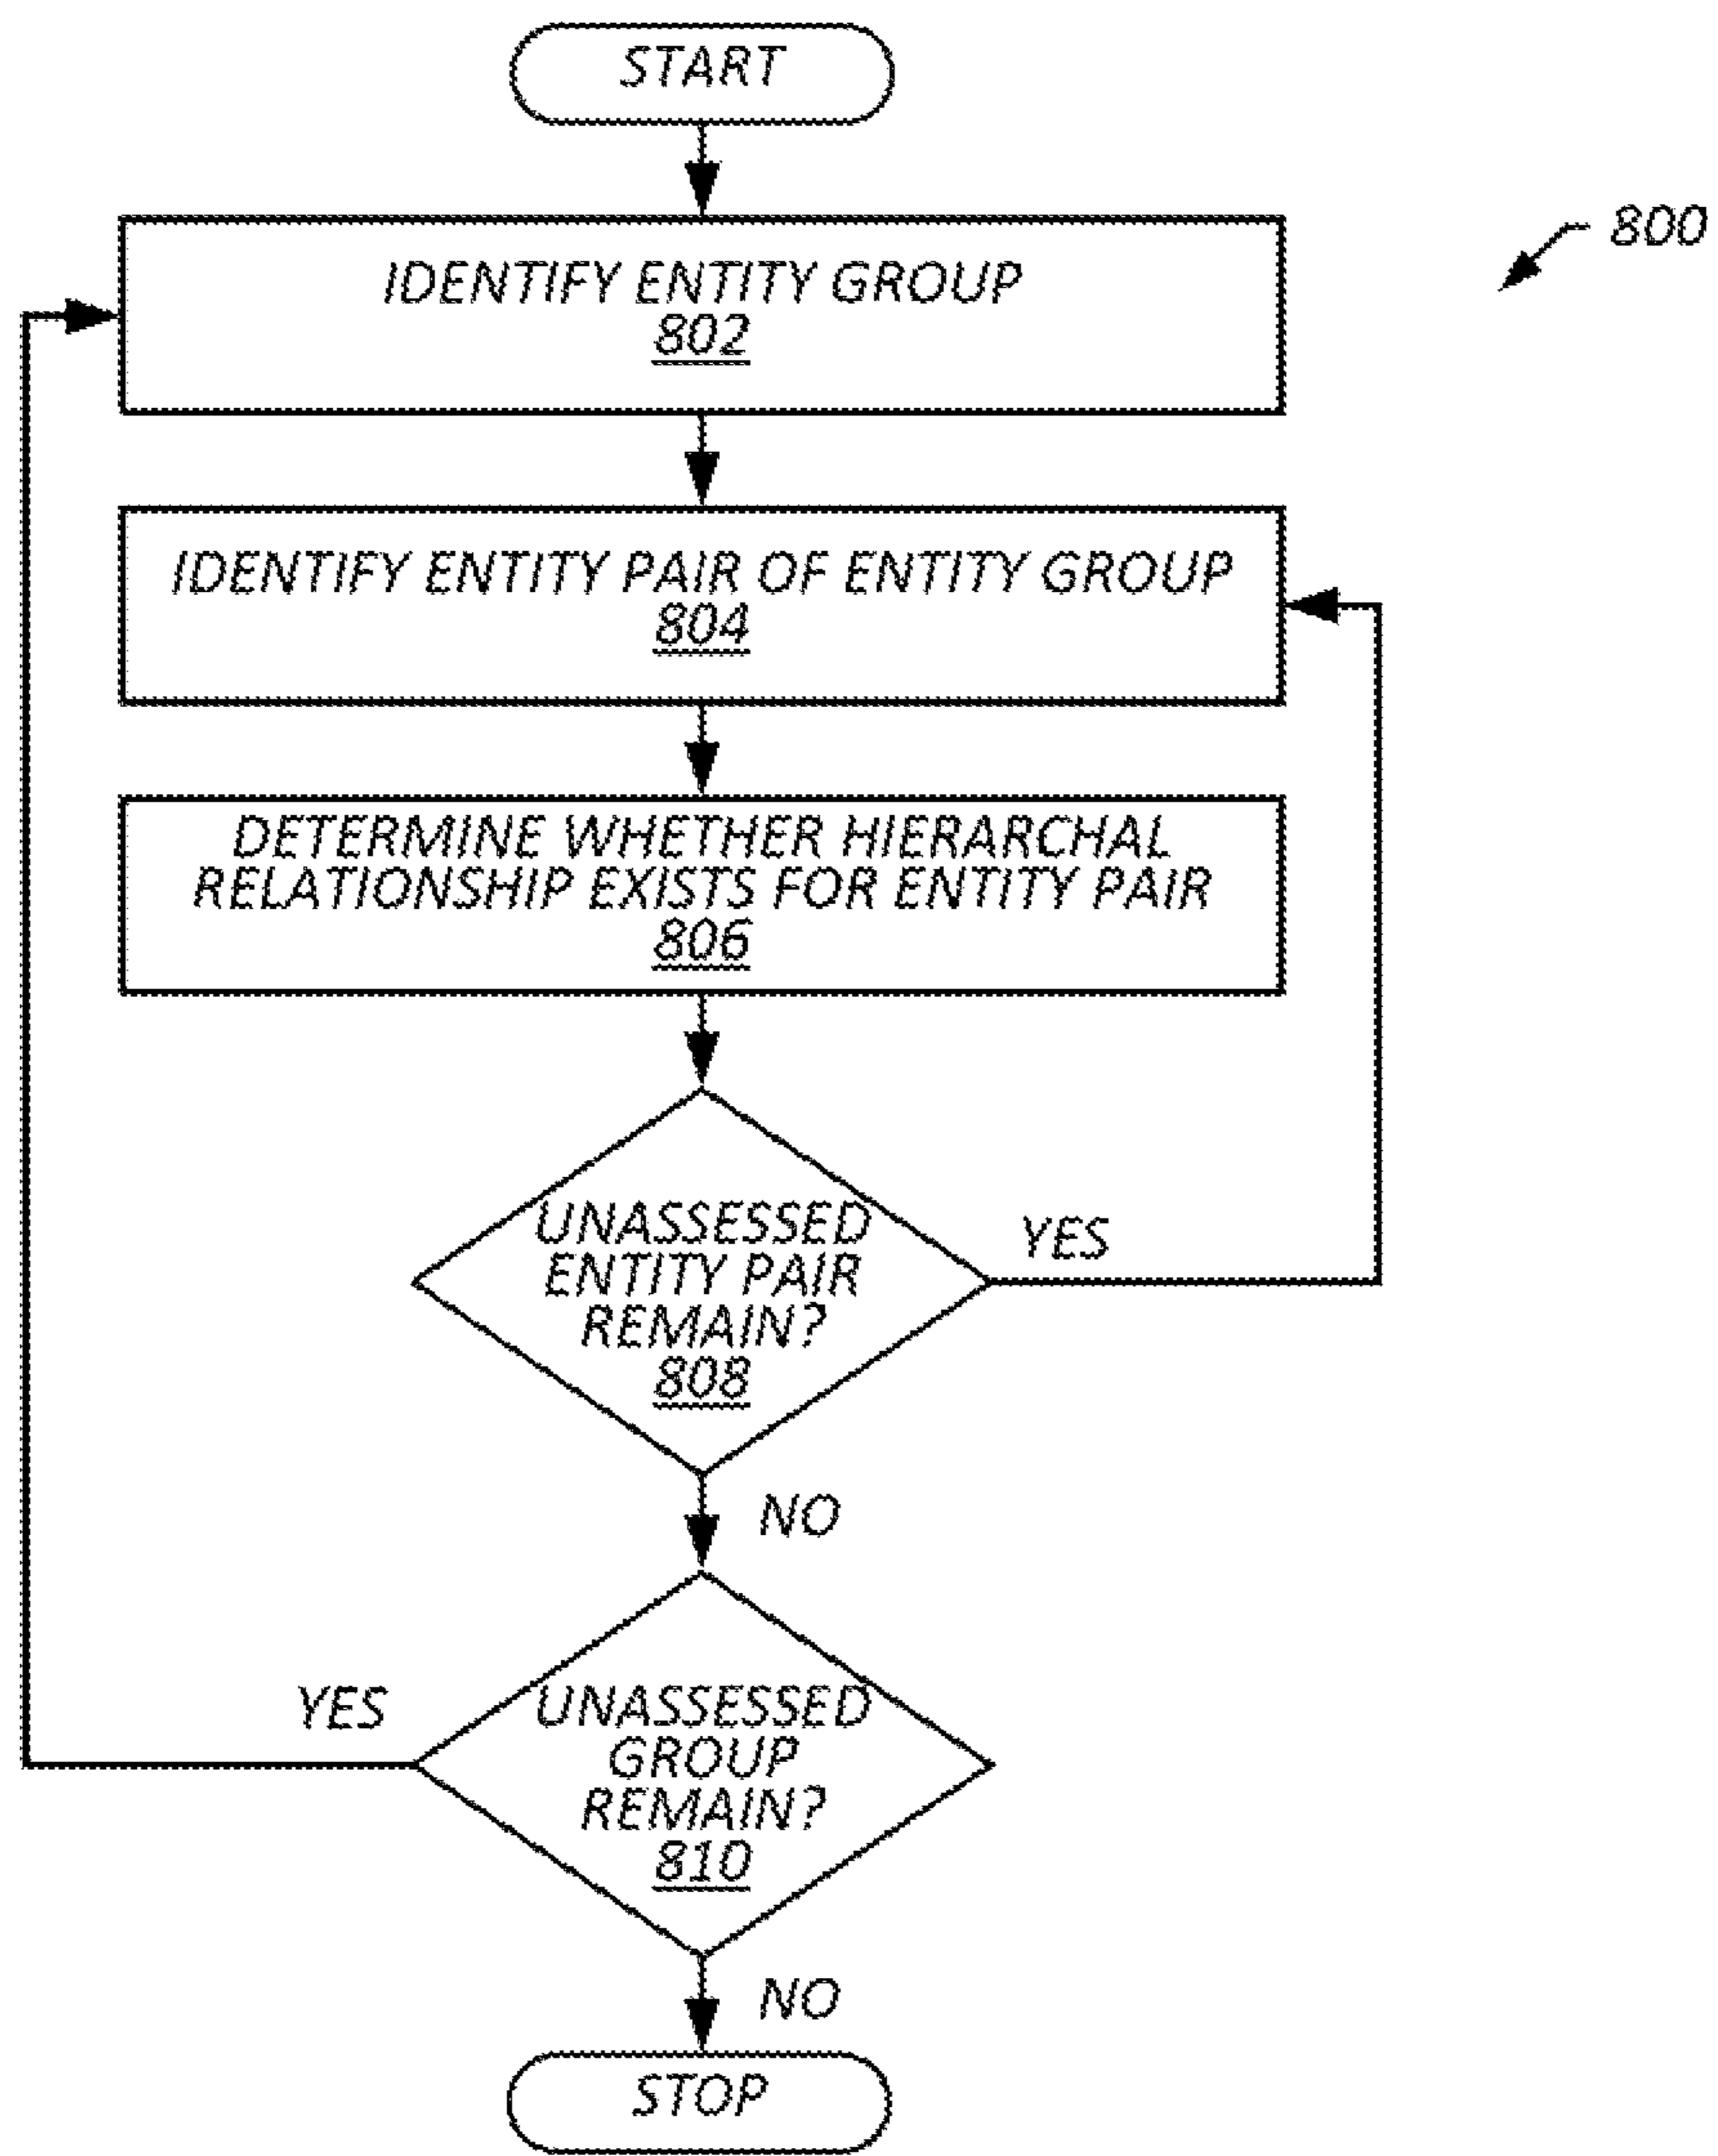 START
800
IDENTIFY ENTITY GROUP
802
IDENTIFY ENTITY PAIR OF ENTITY GROUP
804
DETERMINE WHETHER HIERARCHAL
RELATIONSHIP EXISTS FOR ENTITY PAIR
806
UNASSESSED
ENTITY PAIR
REMAIN?
808
YES
NO
YES
UNASSESSED
GROUP
REMAIN?
810
NO
STOP